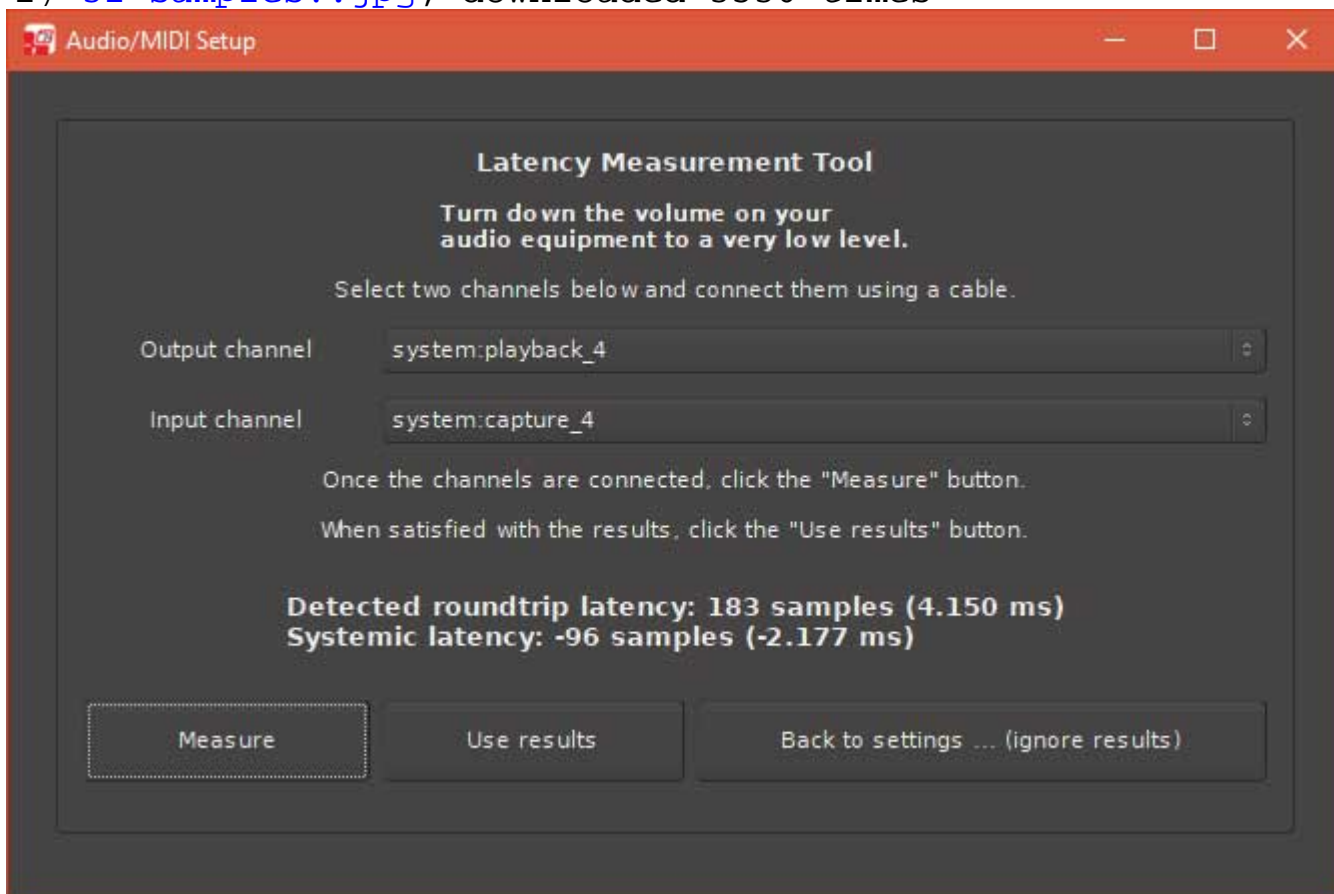 Audio/MIDI Setup
Latency Measurement Tool
Turn down the volume on your
audio equipment to a very low level.
Select two channels below and connect them using a cable.
Output channel system:playback_4
Input channel system:capture_4
Once the channels are connected, click the "Measure" button.
When satisfied with the results, click the "Use results" button.
Detected roundtrip latency: 183 samples (4.150 ms)
Systemic latency: -96 samples (-2.177 ms)
Measure Use results Back to settings ... (ignore results)